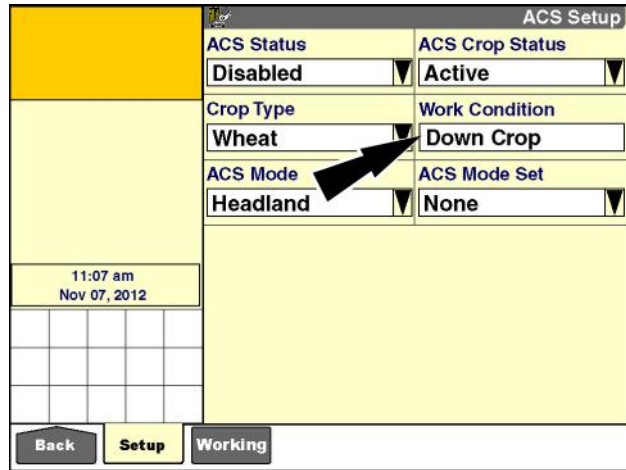 ACS Setup
ACS Status ACS Crop Status
Disabled Active
Crop Type Work Condition
Wheat Down Crop
ACS Mode ACS Mode Set
Headland None
11:07 am
Nov 07, 2012
Back Setup Working